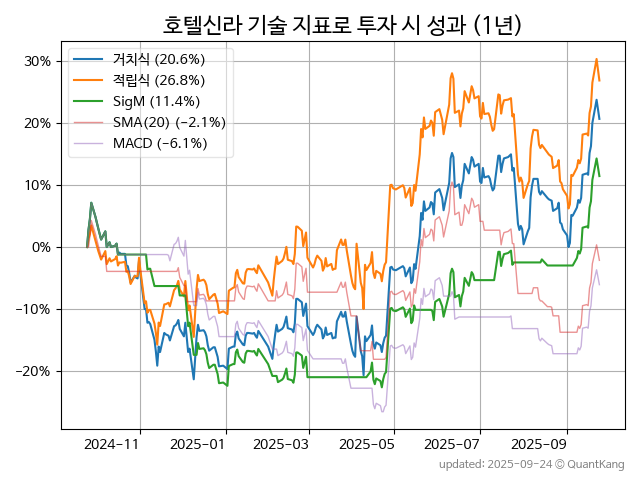 호텔신라 기술 지표로 투자 시 성과 (1년)
거치식 (20.6%)
적립식 (26.8%)
SigM (11.4%)
SMA(20) (−2.1%)
MACD (−6.1%)
30%
20%
10%
0%
−10%
−20%
2024-11
2025-01
2025-03
2025-05
2025-07
2025-09
updated: 2025-09-24 ⓒ QuantKang